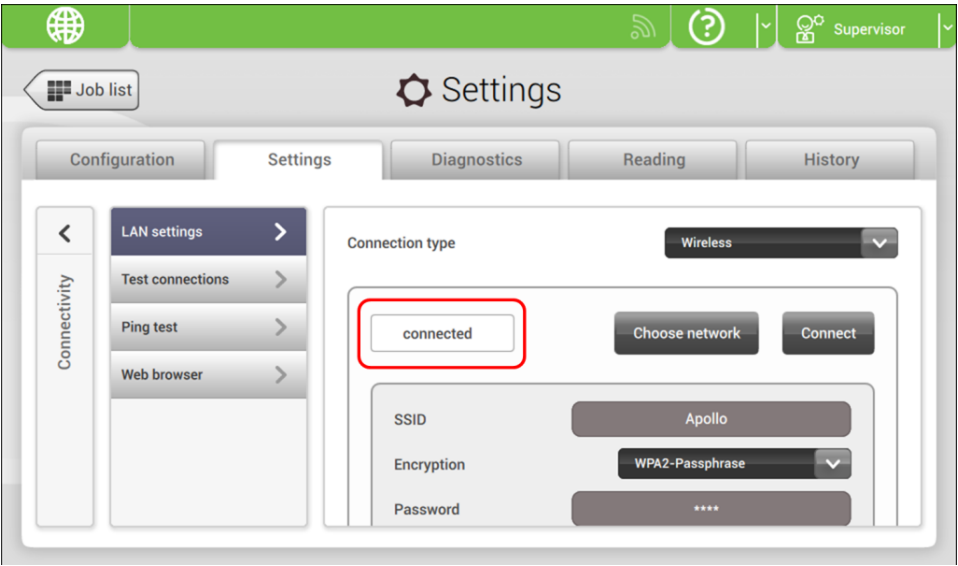 Supervisor
Job list
Settings
Configuration
Settings
Diagnostics
Reading
History
Connectivity
LAN settings
Test connections
Ping test
Web browser
Connection type
Wireless
connected
Choose network
Connect
SSID
Apollo
Encryption
WPA2-Passphrase
Password
****